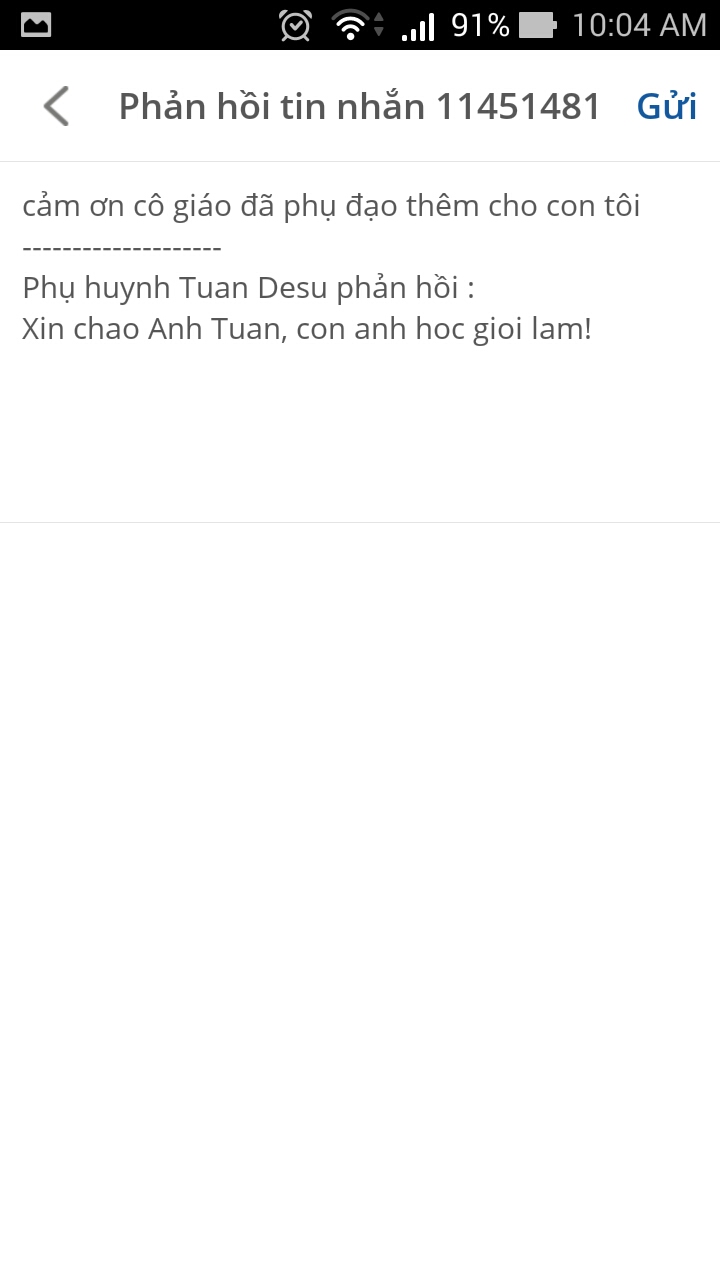 91% 10:04 AM
Phản hồi tin nhắn 11451481 Gửi
cảm ơn cô giáo đã phụ đạo thêm cho con tôi
--------------------
Phụ huynh Tuan Desu phản hồi :
Xin chao Anh Tuan, con anh hoc gioi lam!